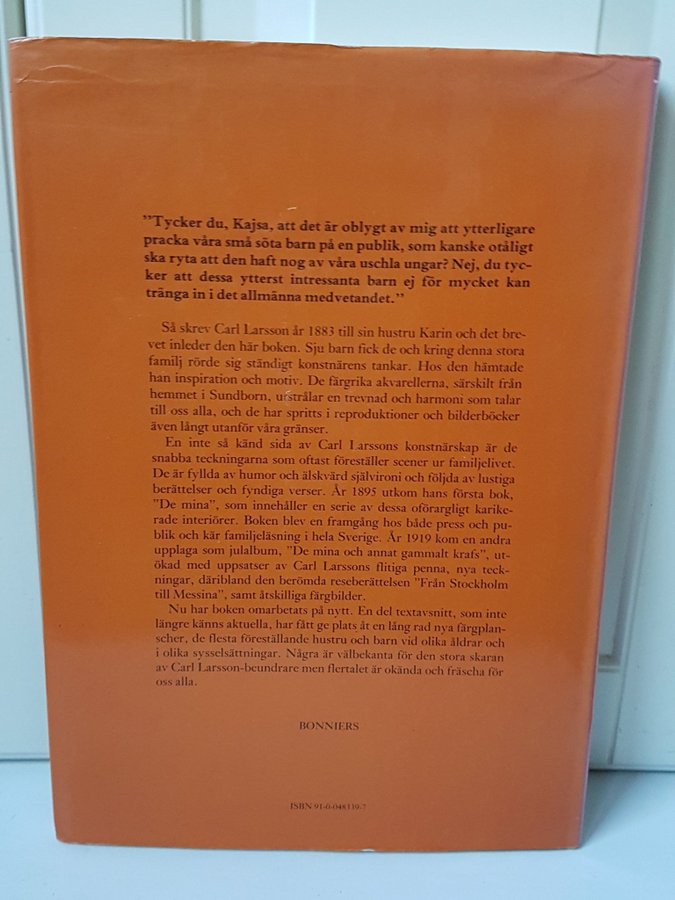 ”Tycker du, Kajsa, att det är oblygt av mig att ytterligare
pracka våra små söta barn på en publik, som kanske otåligt
ska ryta att den haft nog av våra uschla ungar? Nej, du tyc-
ker att dessa ytterst intressanta barn ej för mycket kan
tränga in i det allmänna medvetandet.”
Så skrev Carl Larsson år 1883 till sin hustru Karin och det bre-
vet inleder den här boken. Sju barn fick de och kring denna stora
familj rörde sig ständigt konstnärens tankar. Hos den hämtade
han inspiration och motiv. De färgrika akvarellerna, särskilt från
hemmet i Sundborn, utstrålar en trevnad och harmoni som talar
till oss alla, och de har spritts i reproduktioner och bilderböcker
även långt utanför våra gränser.
En inte så känd sida av Carl Larssons konstnärskap är de
snabba teckningarna som oftast föreställer scener ur familjelivet.
De är fyllda av humor och älskvärd självironi och följda av lustiga
berättelser och fyndiga verser. År 1895 utkom hans första bok,
”De mina”, som innehåller en serie av dessa oförargligt karike-
rade interiörer. Boken blev en framgång hos både press och pu-
blik och kär familjeläsning i hela Sverige. År 1919 kom en andra
upplaga som julalbum, ”De mina och annat gammalt krafs”, ut-
ökad med uppsatser av Carl Larssons flitiga penna, nya teck-
ningar, däribland den berömda reseberättelsen ”Från Stockholm
till Messina”, samt åtskilliga färgbilder.
Nu har boken omarbetats på nytt. En del textavsnitt, som inte
längre känns aktuella, har fått ge plats åt en lång rad nya färgplan-
scher, de flesta föreställande hustru och barn vid olika åldrar och
i olika sysselsättningar. Några är välbekanta för den stora skaran
av Carl Larsson-beundrare men flertalet är okända och fräscha för
oss alla.
BONNIERS
ISBN 91-0-048339-7